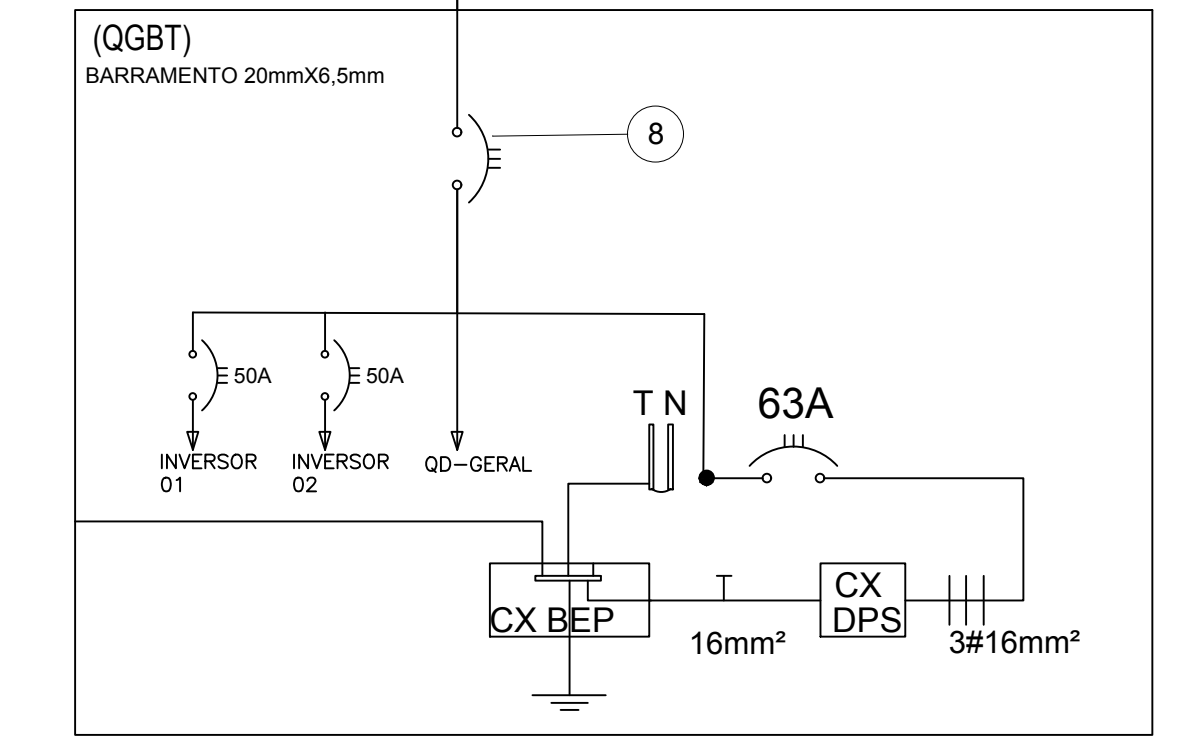 (QGBT)
BARRAMENTO 20mmX6,5mm
8
50A
50A
T N
63A
INVERSOR
01
INVERSOR
02
QD-GERAL
CX BEP
16mm²
CX
DPS
3#16mm²